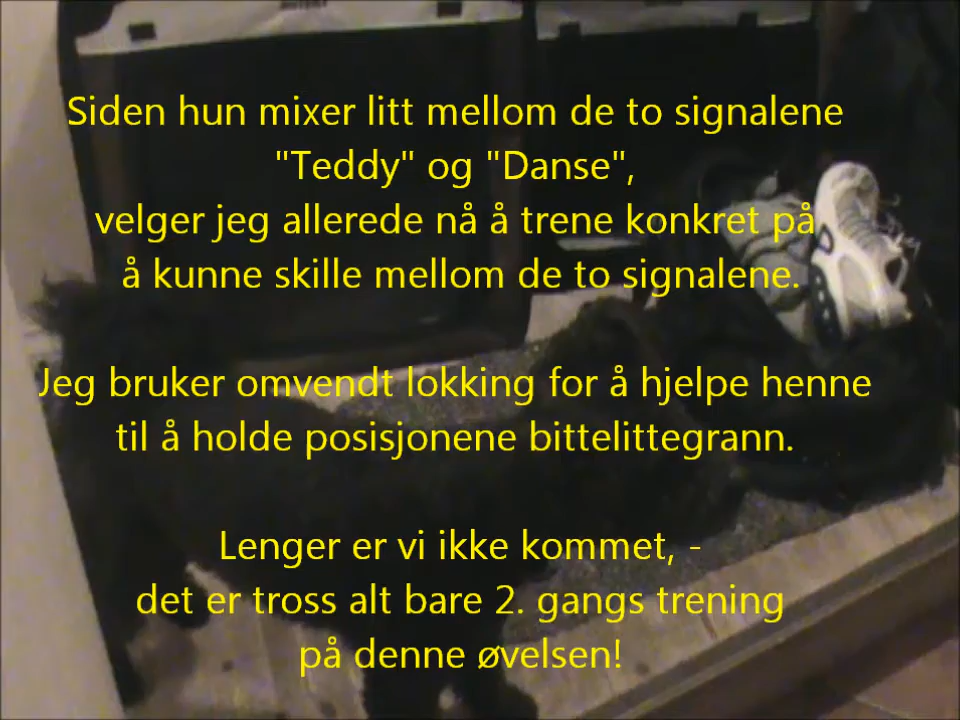 Siden hun mixer litt mellom de to signalene
"Teddy" og "Danse",
velger jeg allerede nå å trene konkret på
å kunne skille mellom de to signalene.
Jeg bruker omvendt lokking for å hjelpe henne
til å holde posisjonene bittelittegrann.
Lenger er vi ikke kommet, -
det er tross alt bare 2. gangs trening
på denne øvelsen!